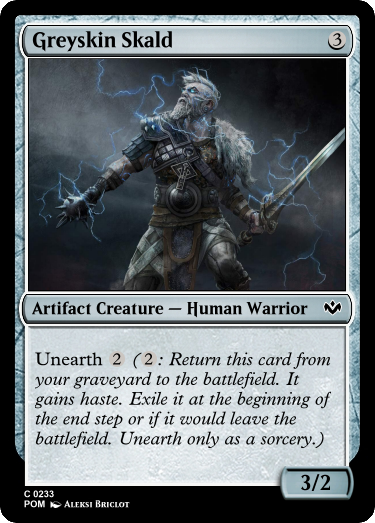 Greyskin Skald 3
Artifact Creature — Human Warrior
Unearth 2 (2: Return this card from
your graveyard to the battlefield. It
gains haste. Exile it at the beginning of
the end step or if it would leave the
battlefield. Unearth only as a sorcery.)
3/2
C 0233
POM Aleksi Briclot